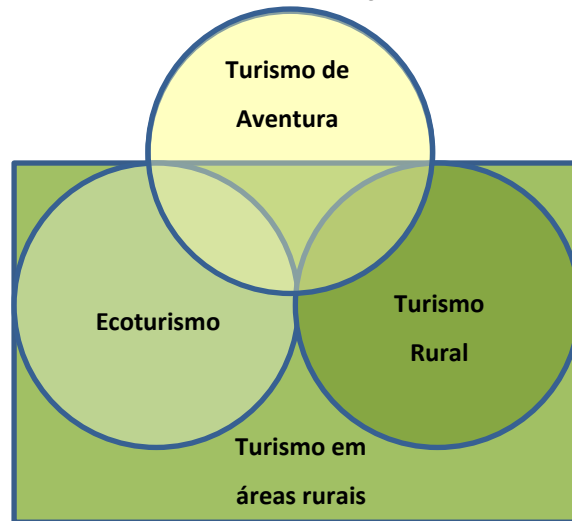 Turismo de
Aventura
Ecoturismo
Turismo
Rural
Turismo em
áreas rurais